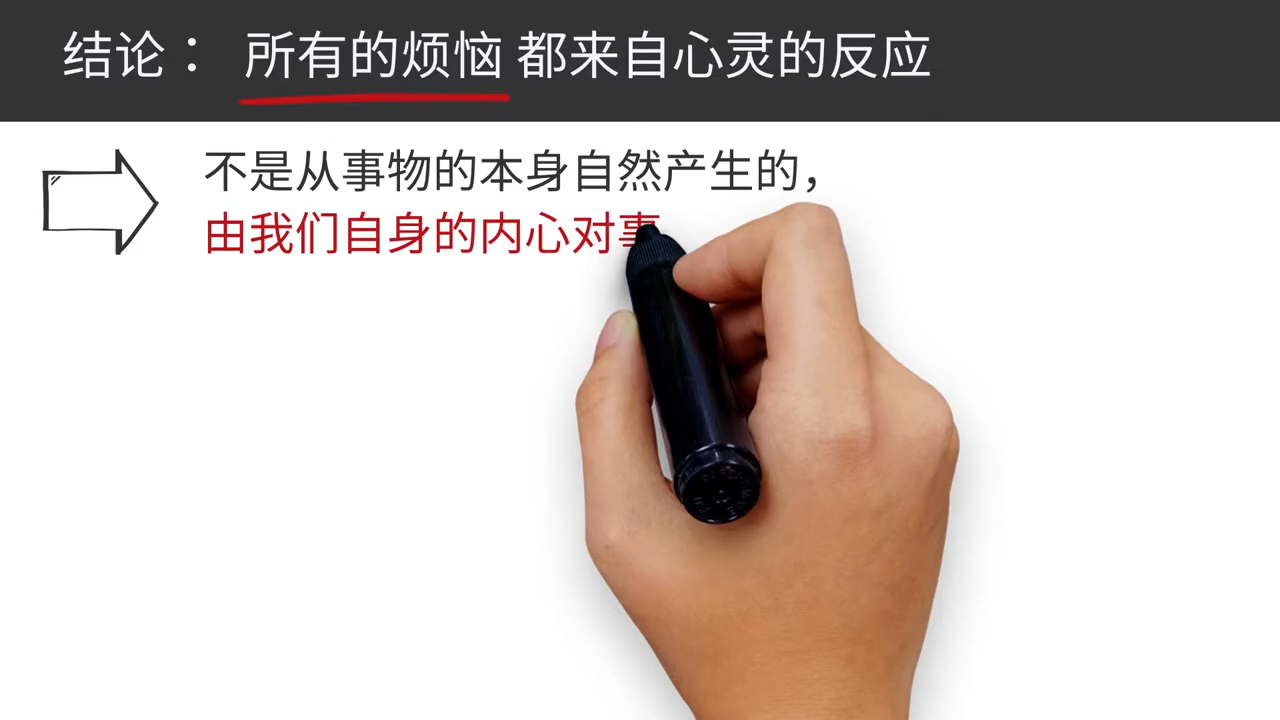 结论： 所有的烦恼 都来自心灵的反应
不是从事物的本身自然产生的，
由我们自身的内心对事